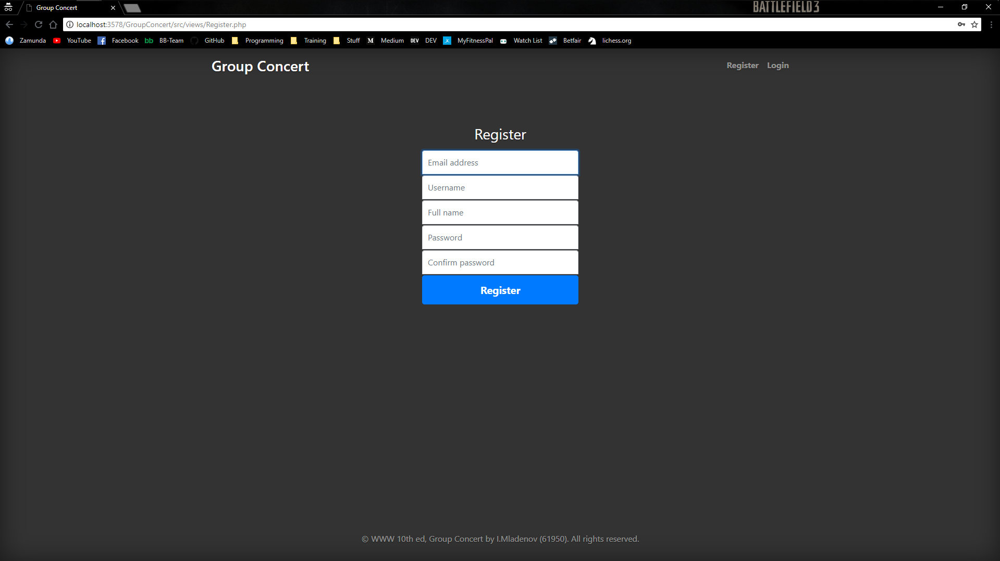 Group Concert
BATTLEFIELD 3
localhost:3578/GroupConcert/src/views/Register.php
Zamunda YouTube Facebook bb BB-Team GitHub Programming Training Stuff M Medium DEV DEV MyFitnessPal Watch List Betfair lichess.org
Group Concert
Register Login
Register
Email address
Username
Full name
Password
Confirm password
Register
© WWW 10th ed, Group Concert by I.Mladenov (61950). All rights reserved.